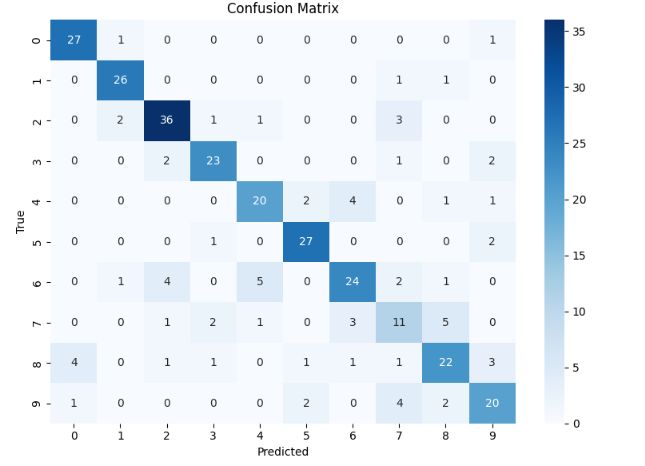 Confusion Matrix
0 27 1 0 0 0 0 0 0 0 1
1 0 26 0 0 0 0 0 1 1 0
2 0 2 36 1 1 0 0 3 0 0
3 0 0 2 23 0 0 0 1 0 2
4 0 0 0 0 20 2 4 0 1 1
5 0 0 0 1 0 27 0 0 0 2
6 0 1 4 0 5 0 24 2 1 0
7 0 0 1 2 1 0 3 11 5 0
8 4 0 1 1 0 1 1 1 22 3
9 1 0 0 0 0 2 0 4 2 20
0 1 2 3 4 5 6 7 8 9
Predicted
True
35
30
25
20
15
10
5
0